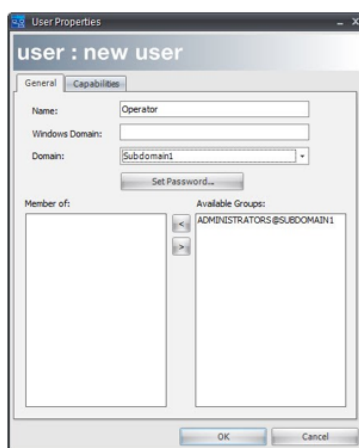 User Properties
user : new user
General Capabilities
Name: Operator
Windows Domain:
Domain: Subdomain1
Set Password...
Member of: Available Groups:
< ADMINISTRATORS@SUBDOMAIN1
>
OK Cancel